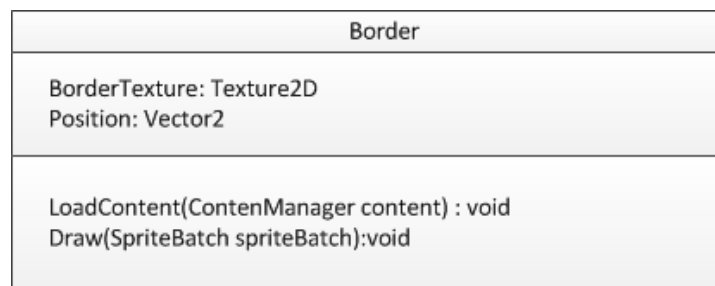 Border
BorderTexture: Texture2D
Position: Vector2
LoadContent(ContenManager content) : void
Draw(SpriteBatch spriteBatch):void